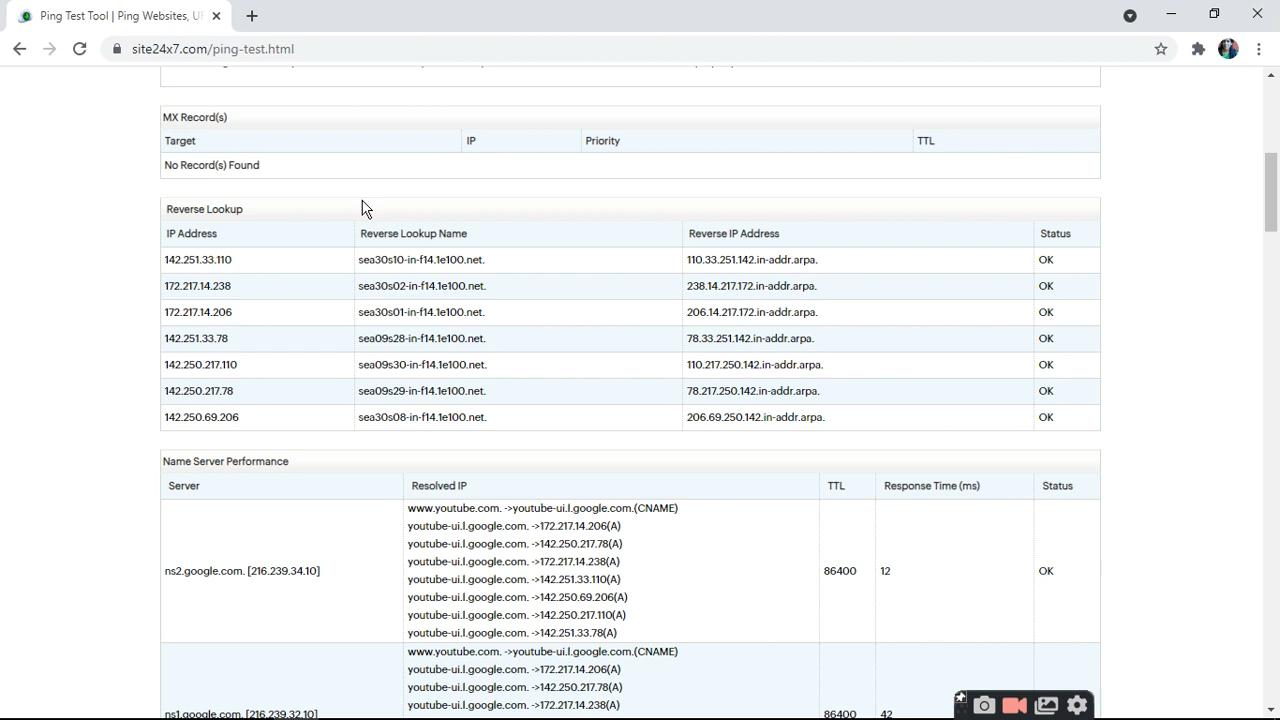 Ping Test Tool | Ping Websites, UR
site24x7.com/ping-test.html
MX Record(s)
Target IP Priority TTL
No Record(s) Found
Reverse Lookup
IP Address Reverse Lookup Name Reverse IP Address Status
142.251.33.110 sea30s10-in-f14.1e100.net. 110.33.251.142.in-addr.arpa. OK
172.217.14.238 sea30s02-in-f14.1e100.net. 238.14.217.172.in-addr.arpa. OK
172.217.14.206 sea30s01-in-f14.1e100.net. 206.14.217.172.in-addr.arpa. OK
142.251.33.78 sea09s28-in-f14.1e100.net. 78.33.251.142.in-addr.arpa. OK
142.250.217.110 sea09s30-in-f14.1e100.net. 110.217.250.142.in-addr.arpa. OK
142.250.217.78 sea09s29-in-f14.1e100.net. 78.217.250.142.in-addr.arpa. OK
142.250.69.206 sea30s08-in-f14.1e100.net. 206.69.250.142.in-addr.arpa. OK
Name Server Performance
Server Resolved IP TTL Response Time (ms) Status
www.youtube.com. ->youtube-ui.l.google.com.(CNAME)
youtube-ui.l.google.com. ->172.217.14.206(A)
youtube-ui.l.google.com. ->142.250.217.78(A)
youtube-ui.l.google.com. ->172.217.14.238(A)
ns2.google.com. [216.239.34.10] 86400 12 OK
youtube-ui.l.google.com. ->142.251.33.110(A)
youtube-ui.l.google.com. ->142.250.69.206(A)
youtube-ui.l.google.com. ->142.250.217.110(A)
youtube-ui.l.google.com. ->142.251.33.78(A)
www.youtube.com. ->youtube-ui.l.google.com.(CNAME)
youtube-ui.l.google.com. ->172.217.14.206(A)
youtube-ui.l.google.com. ->142.250.217.78(A)
youtube-ui.l.google.com. ->172.217.14.238(A)
ns1.google.com. [216.239.32.10] 86400 42